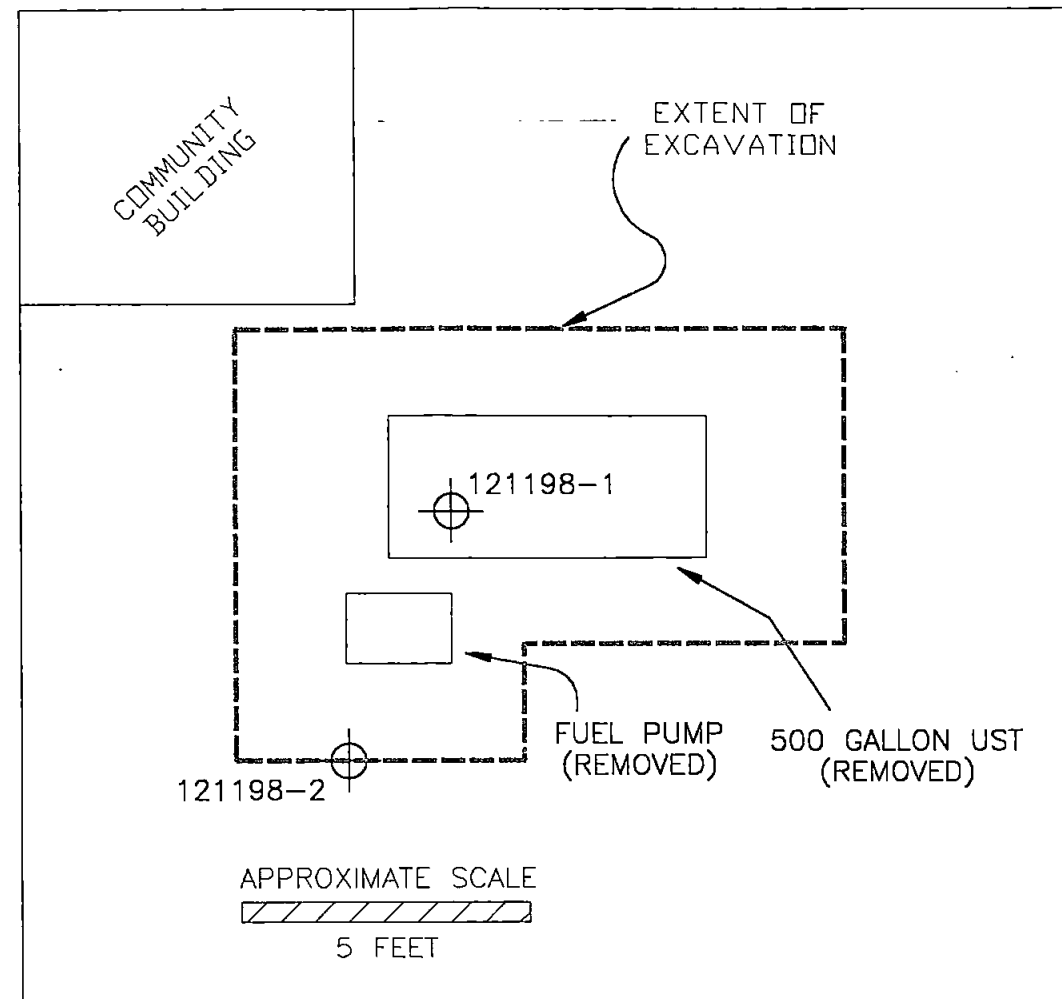 COMMUNITY
BUILDING
EXTENT OF
EXCAVATION
121198-1
FUEL PUMP
(REMOVED)
500 GALLON UST
(REMOVED)
121198-2
APPROXIMATE SCALE
5 FEET